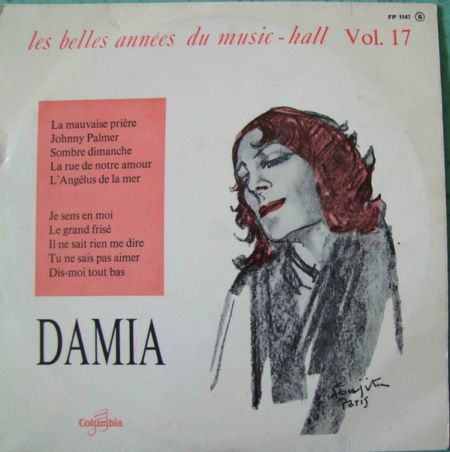 FP 1147 S
les belles années du music-hall Vol. 17
La mauvaise prière
Johnny Palmer
Sombre dimanche
La rue de notre amour
L'Angélus de la mer
Je sens en moi
Le grand frisé
Il ne sait rien me dire
Tu ne sais pas aimer
Dis-moi tout bas
DAMIA
Paris
Columbia